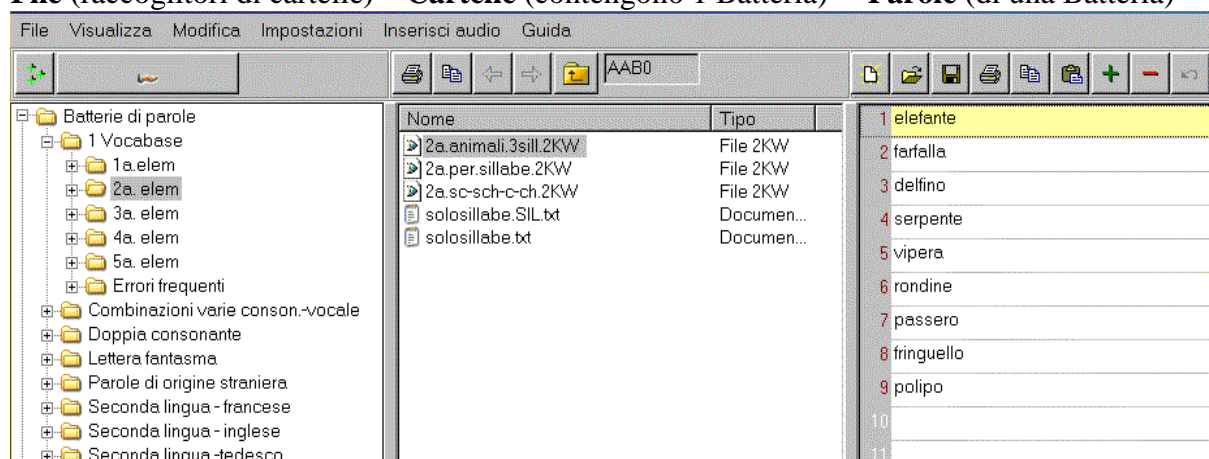 File (raccoglitori di cartelle) – Cartelle (contengono 1 Batteria) – Parole (di una Batteria)
File Visualizza Modifica Impostazioni Inserisci audio Guida
AAB0
Batterie di parole
1 Vocabase
1a.elem
2a. elem
3a. elem
4a. elem
5a. elem
Errori frequenti
Combinazioni varie conson.-vocale
Doppia consonante
Lettera fantasma
Parole di origine straniera
Seconda lingua - francese
Seconda lingua - inglese
Seconda lingua -tedesco
Nome Tipo
2a.animali.3sill.2KW File 2KW
2a.per.sillabe.2KW File 2KW
2a.sc-sch-c-ch.2KW File 2KW
solosillabe.SIL.txt Documen...
solosillabe.txt Documen...
1 elefante
2 farfalla
3 delfino
4 serpente
5 vipera
6 rondine
7 passero
8 fringuello
9 polipo
10
11